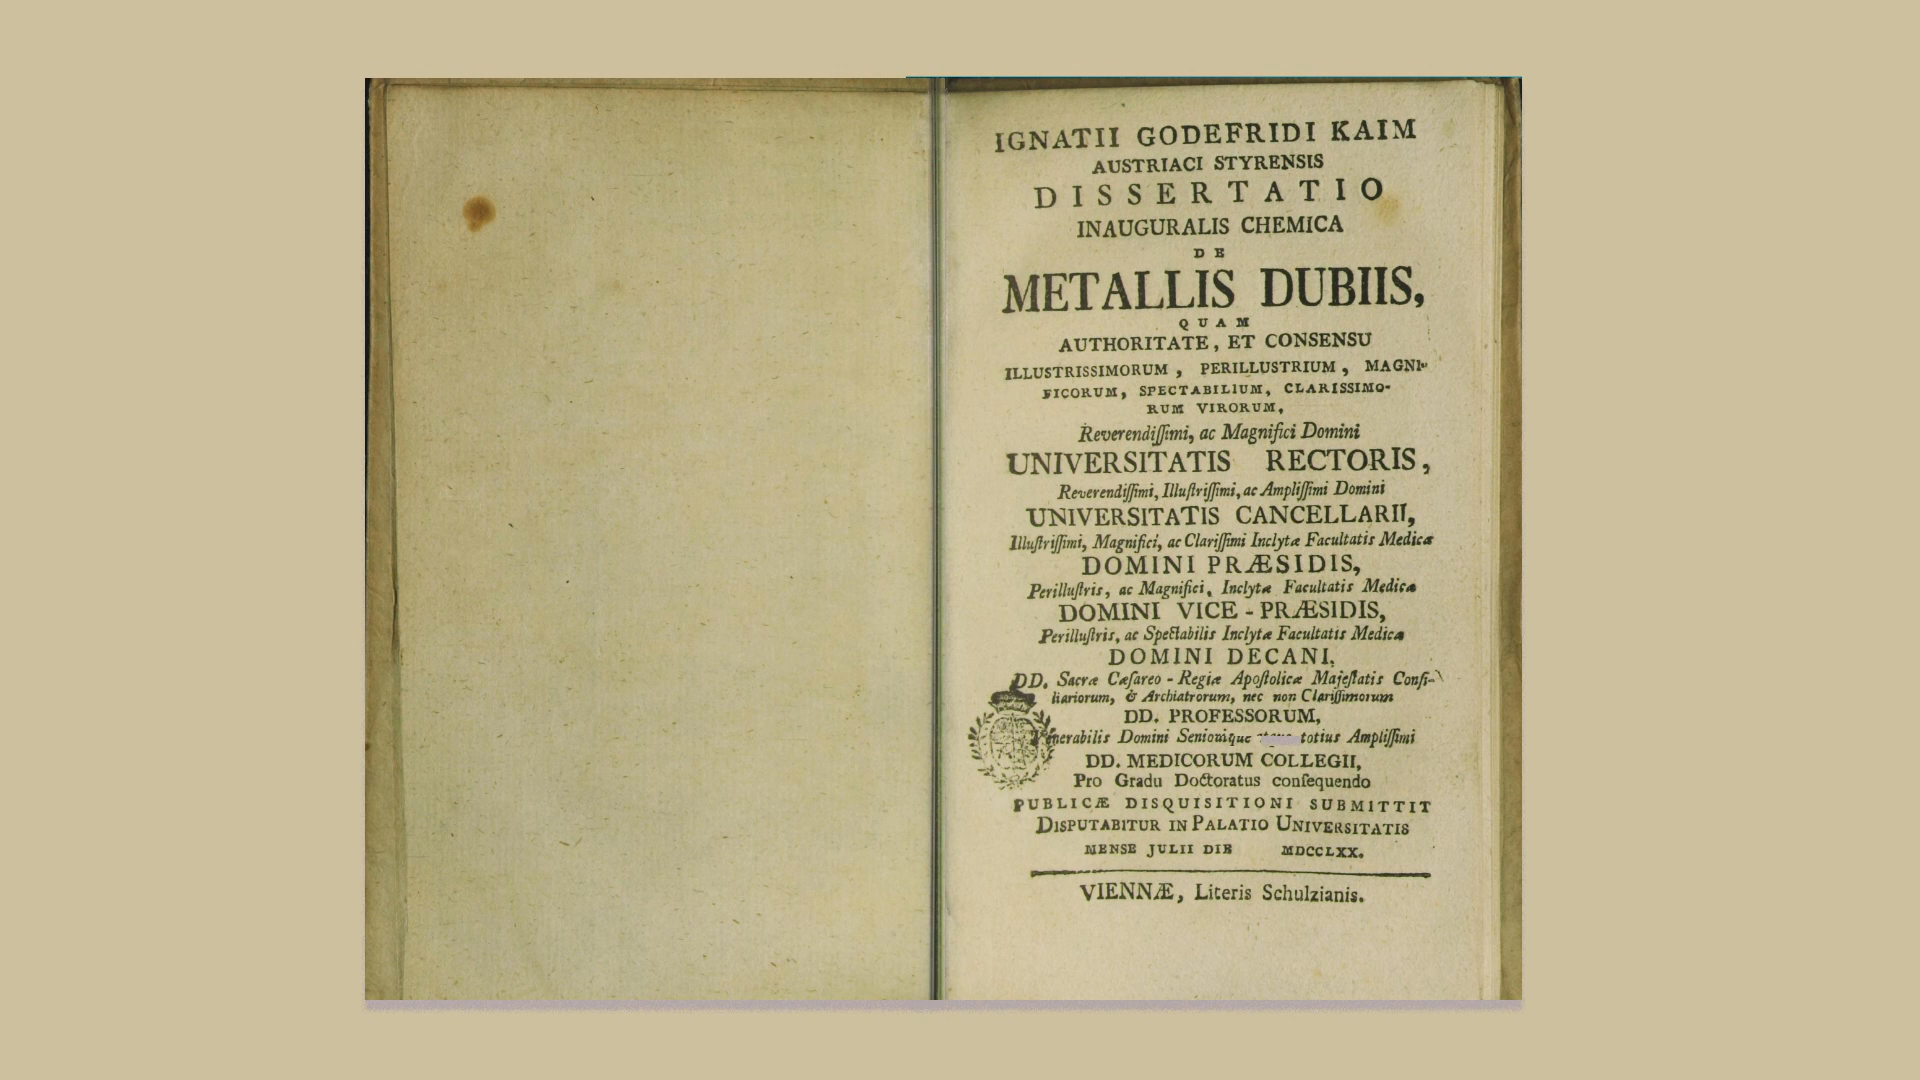 IGNATII GODEFRIDI KAIM
AUSTRIACI STYRENSIS
DISSERTATIO
INAUGURALIS CHEMICA
DE
METALLIS DUBIIS,
QUAM
AUTHORITATE, ET CONSENSU
ILLUSTRISSIMORUM, PERILLUSTRIUM, MAGNI-
FICORUM, SPECTABILIUM, CLARISSIMO-
RUM VIRORUM,
Reverendiſſimi, ac Magnifici Domini
UNIVERSITATIS RECTORIS,
Reverendiſſimi, Illuſtriſſimi, ac Ampliſſimi Domini
UNIVERSITATIS CANCELLARII,
Illuſtriſſimi, Magnifici, ac Clariſſimi Inclytæ Facultatis Medicæ
DOMINI PRÆSIDIS,
Perilluſtris, ac Magnifici, Inclytæ Facultatis Medicæ
DOMINI VICE-PRÆSIDIS,
Perilluſtris, ac Spectabilis Inclytæ Facultatis Medicæ
DOMINI DECANI,
DD. Sacræ Cæſareo-Regiæ Apoſtolicæ Majeſtatis Conſi-
liariorum, & Archiatrorum, nec non Clariſſimorum
DD. PROFESSORUM,
Venerabilis Domini totius Ampliſſimi
DD. MEDICORUM COLLEGII,
Pro Gradu Doctoratus conſequendo
PUBLICÆ DISQUISITIONI SUBMITTIT
DISPUTABITUR IN PALATIO UNIVERSITATIS
MENSE JULII DIE MDCCLXX.
VIENNÆ, Literis Schulzianis.